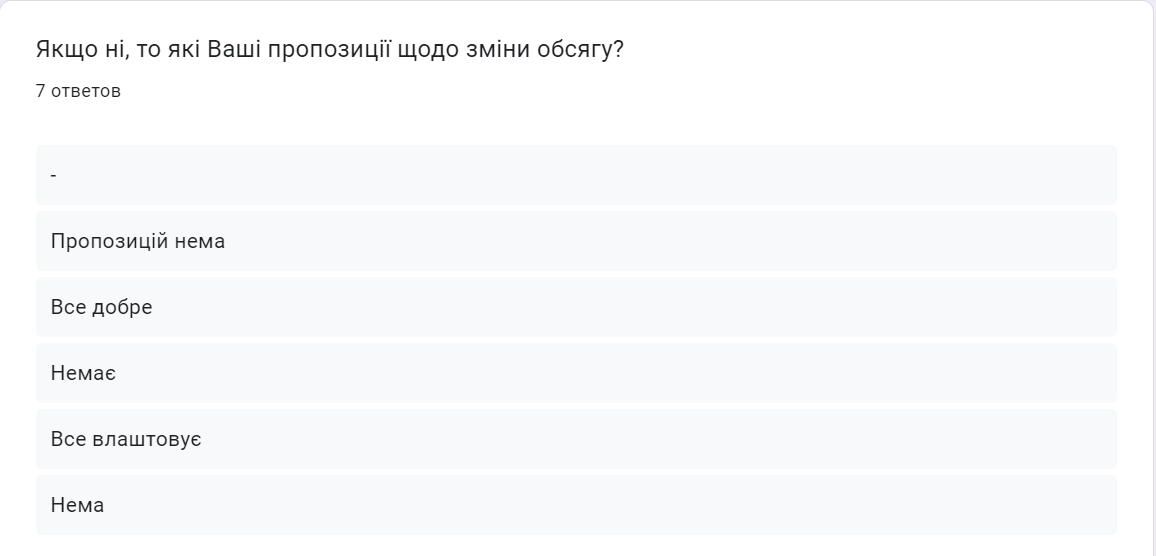 Якщо ні, то які Ваші пропозиції щодо зміни обсягу?
7 ответов
-
Пропозицій нема
Все добре
Немає
Все влаштовує
Нема